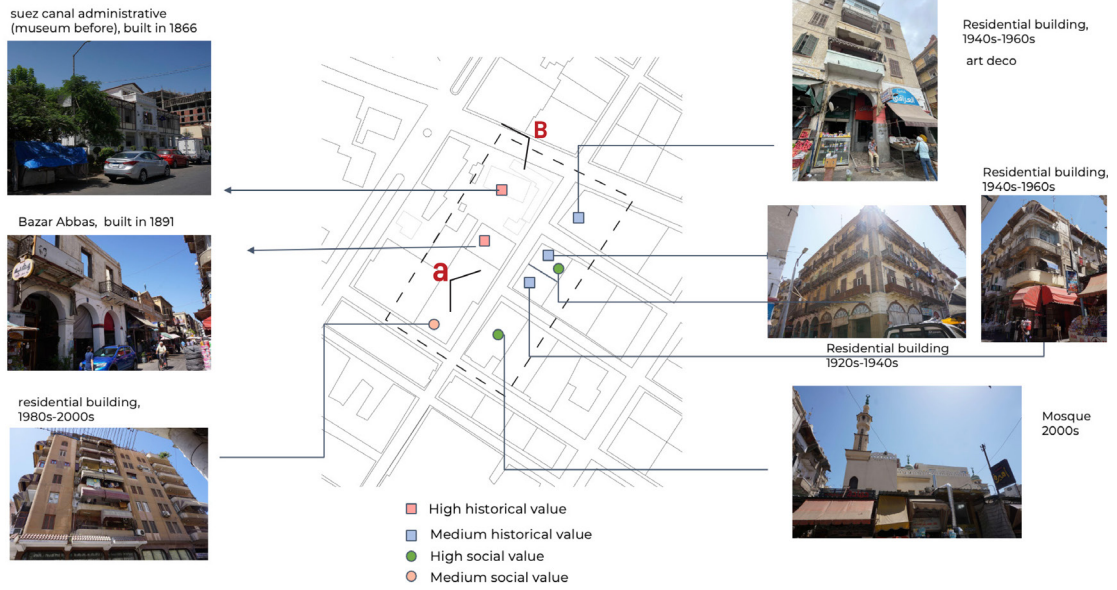 suez canal administrative
(museum before), built in 1866
Residential building,
1940s-1960s
art deco
B
Residential building,
1940s-1960s
Bazar Abbas,  built in 1891
a
Residential building
1920s-1940s
residential building,
1980s-2000s
Mosque
2000s
High historical value
Medium historical value
High social value
Medium social value